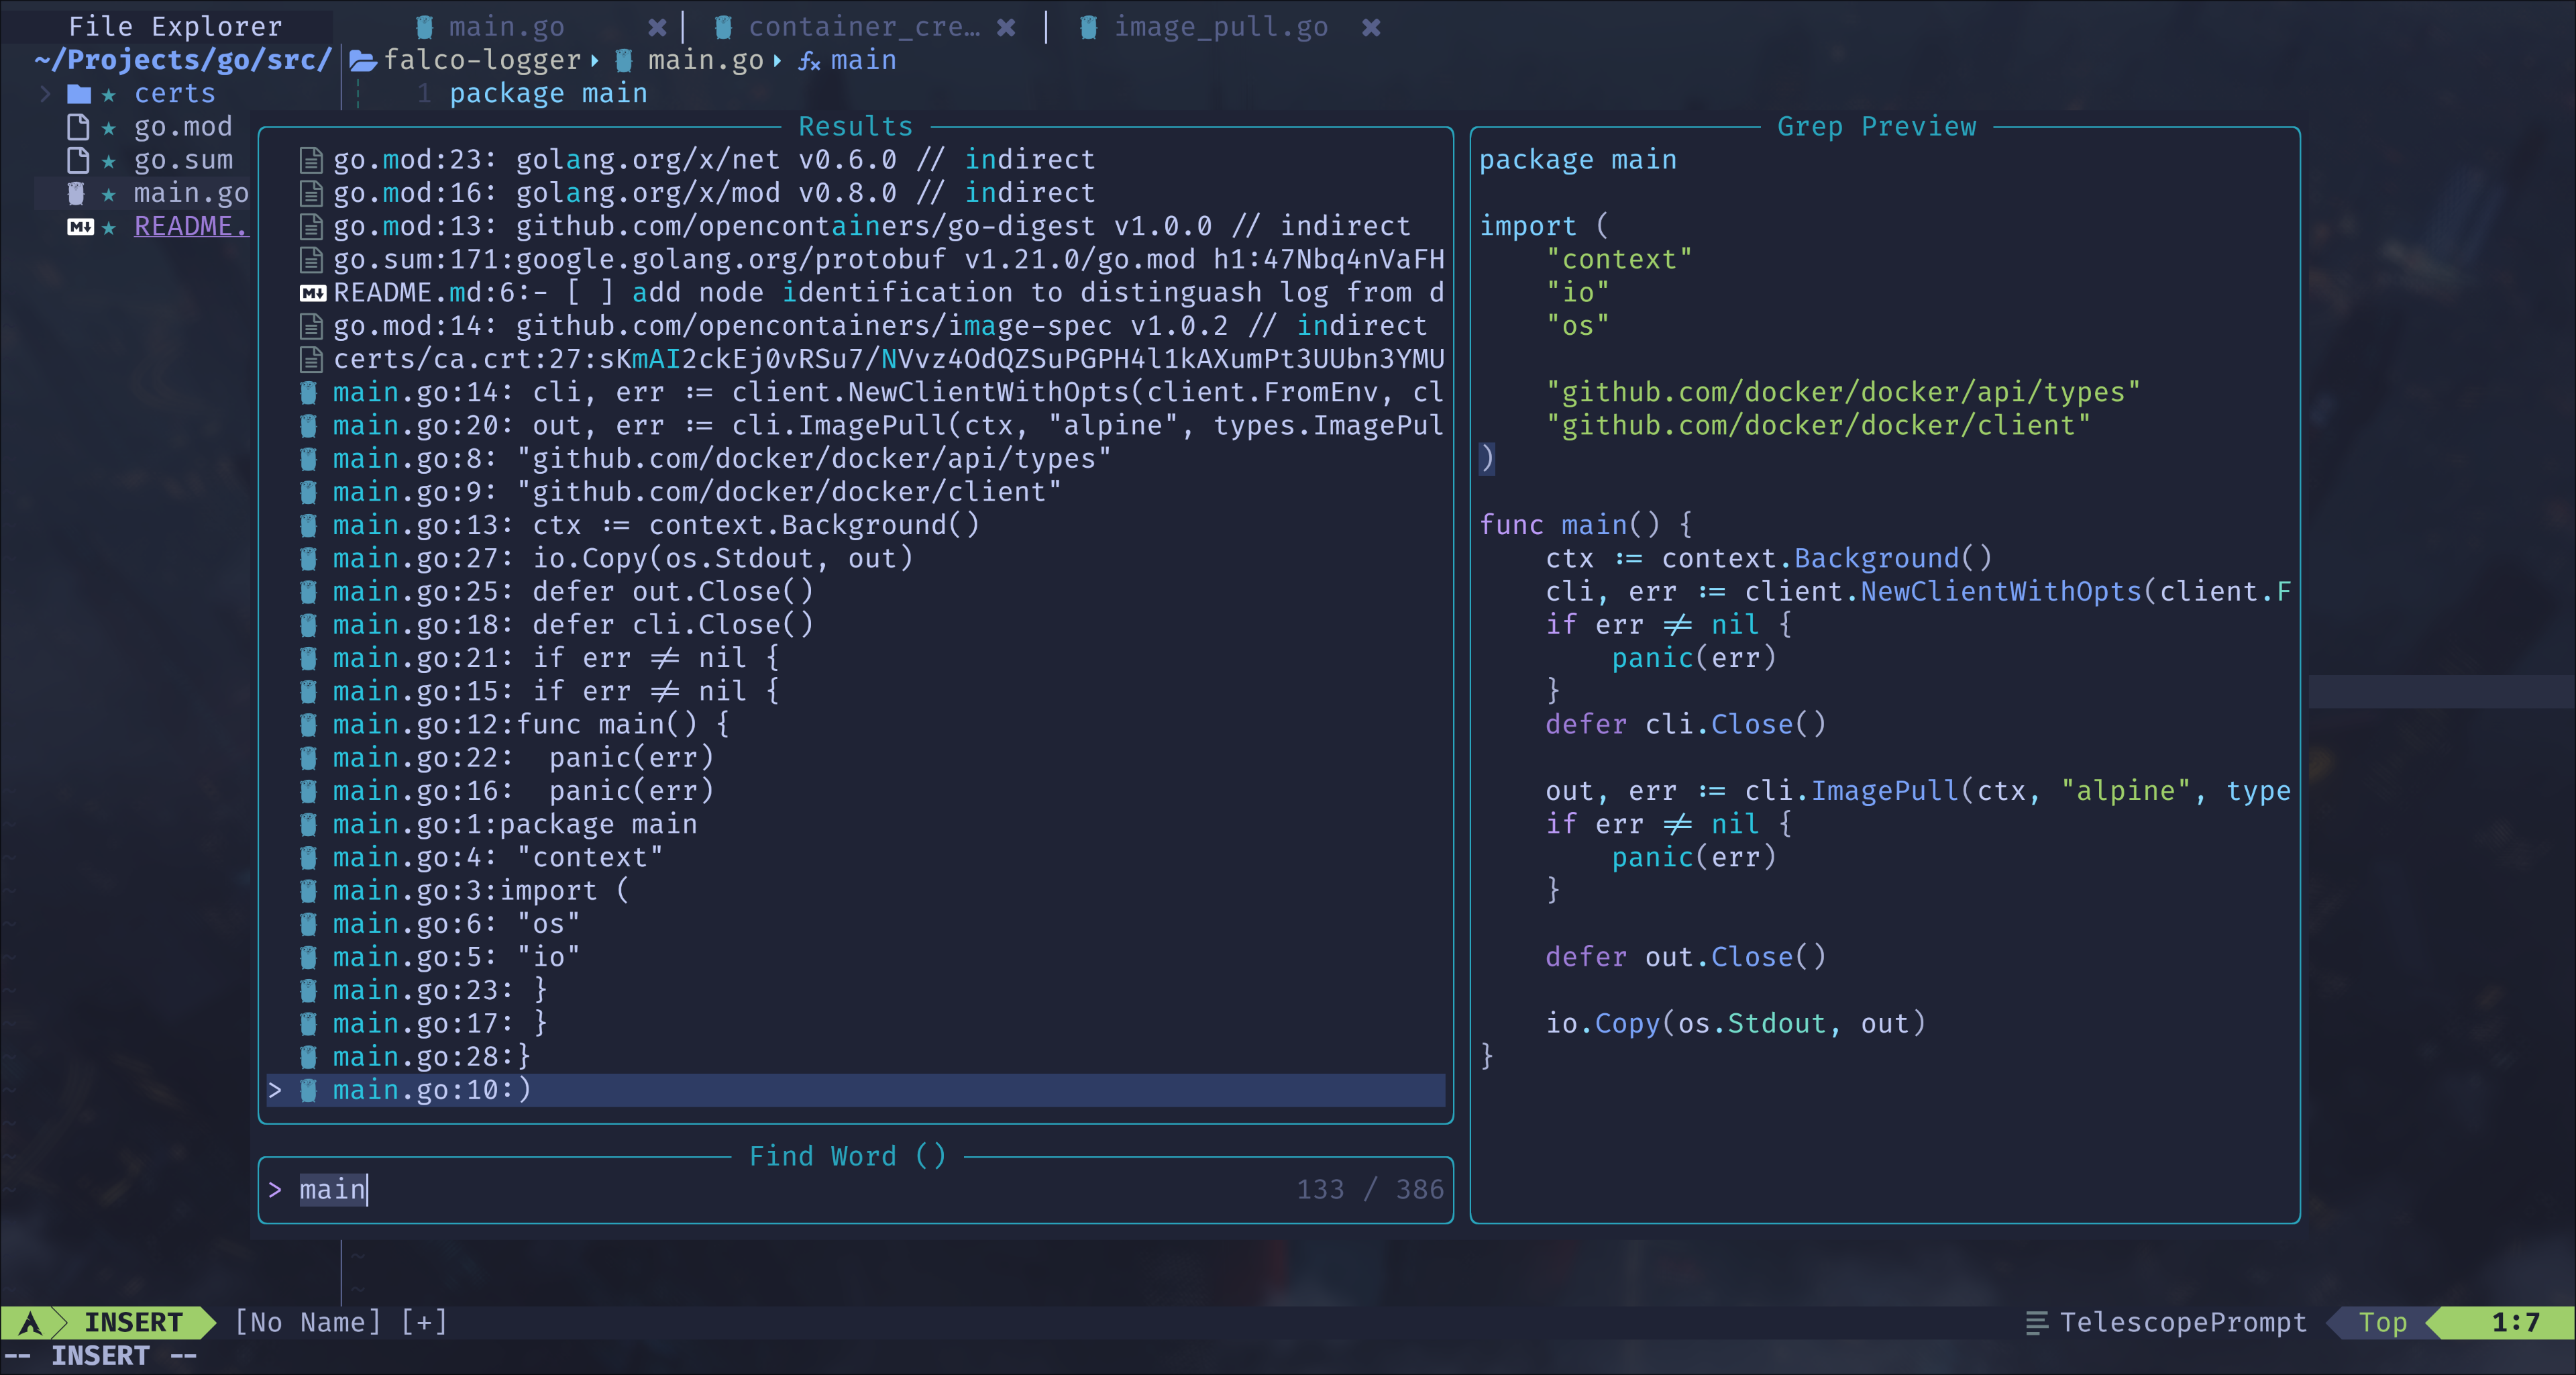 File Explorer
main.go
container_cre…
image_pull.go
~/Projects/go/src/
falco-logger main.go main
certs
1 package main
go.mod
go.sum
main.go
README.
Results
go.mod:23: golang.org/x/net v0.6.0 // indirect
go.mod:16: golang.org/x/mod v0.8.0 // indirect
go.mod:13: github.com/opencontainers/go-digest v1.0.0 // indirect
go.sum:171:google.golang.org/protobuf v1.21.0/go.mod h1:47Nbq4nVaFH
README.md:6:- [ ] add node identification to distinguash log from d
go.mod:14: github.com/opencontainers/image-spec v1.0.2 // indirect
certs/ca.crt:27:sKmAI2ckEj0vRSu7/NVvz4OdQZSuPGPH4l1kAXumPt3UUbn3YMU
main.go:14: cli, err := client.NewClientWithOpts(client.FromEnv, cl
main.go:20: out, err := cli.ImagePull(ctx, "alpine", types.ImagePul
main.go:8: "github.com/docker/docker/api/types"
main.go:9: "github.com/docker/docker/client"
main.go:13: ctx := context.Background()
main.go:27: io.Copy(os.Stdout, out)
main.go:25: defer out.Close()
main.go:18: defer cli.Close()
main.go:21: if err != nil {
main.go:15: if err != nil {
main.go:12:func main() {
main.go:22:  panic(err)
main.go:16:  panic(err)
main.go:1:package main
main.go:4: "context"
main.go:3:import (
main.go:6: "os"
main.go:5: "io"
main.go:23: }
main.go:17: }
main.go:28:}
> main.go:10:)
Find Word ()
> main 133 / 386
Grep Preview
package main
import (
"context"
"io"
"os"
"github.com/docker/docker/api/types"
"github.com/docker/docker/client"
)
func main() {
ctx := context.Background()
cli, err := client.NewClientWithOpts(client.F
if err != nil {
panic(err)
}
defer cli.Close()
out, err := cli.ImagePull(ctx, "alpine", type
if err != nil {
panic(err)
}
defer out.Close()
io.Copy(os.Stdout, out)
}
INSERT [No Name] [+] TelescopePrompt Top 1:7
-- INSERT --